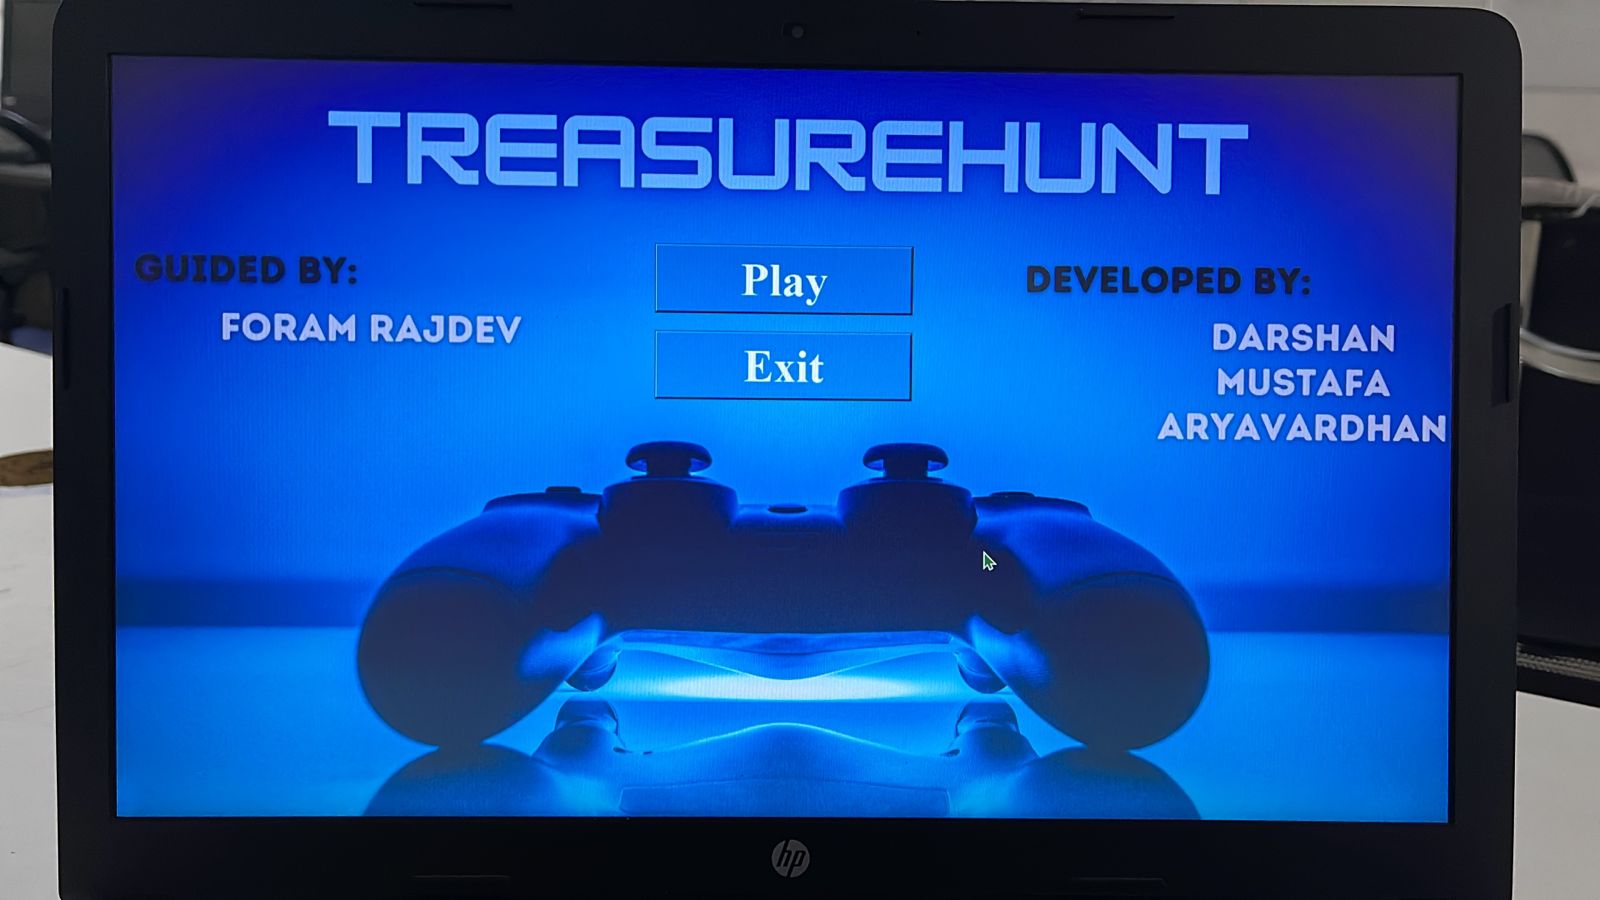 TREASUREHUNT
GUIDED BY:
FORAM RAJDEV
Play
Exit
DEVELOPED BY:
DARSHAN
MUSTAFA
ARYAVARDHAN
hp